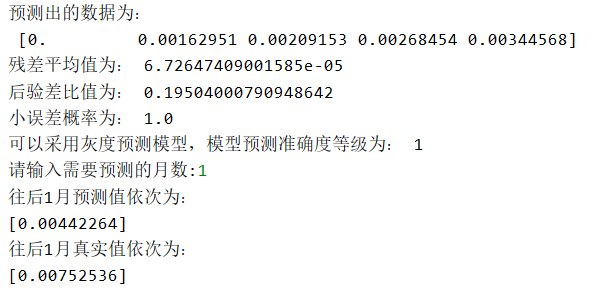 预测出的数据为:
[0.         0.00162951 0.00209153 0.00268454 0.00344568]
残差平均值为： 6.72647409001585e-05
后验差比值为： 0.19504000790948642
小误差概率为： 1.0
可以采用灰度预测模型，模型预测准确度等级为： 1
请输入需要预测的月数:1
往后1月预测值依次为：
[0.00442264]
往后1月真实值依次为：
[0.00752536]